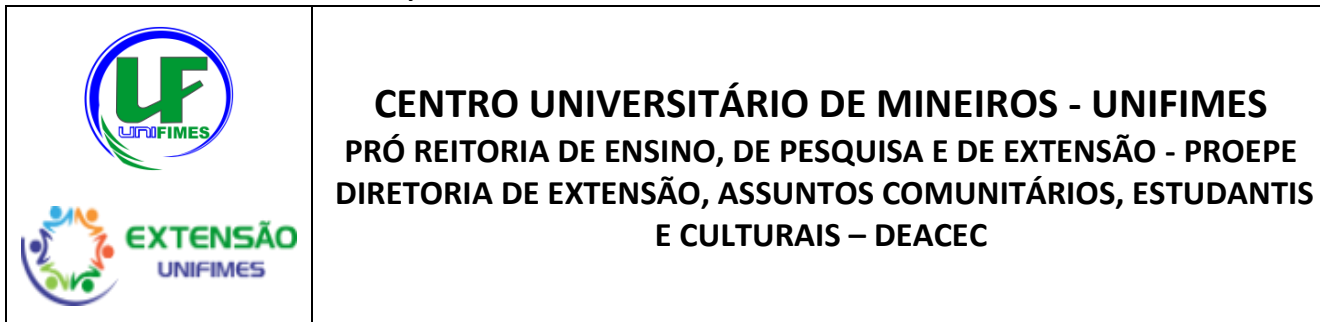 UF
UNIFIMES
EXTENSÃO
UNIFIMES
CENTRO UNIVERSITÁRIO DE MINEIROS - UNIFIMES
PRÓ REITORIA DE ENSINO, DE PESQUISA E DE EXTENSÃO - PROEPE
DIRETORIA DE EXTENSÃO, ASSUNTOS COMUNITÁRIOS, ESTUDANTIS
E CULTURAIS – DEACEC